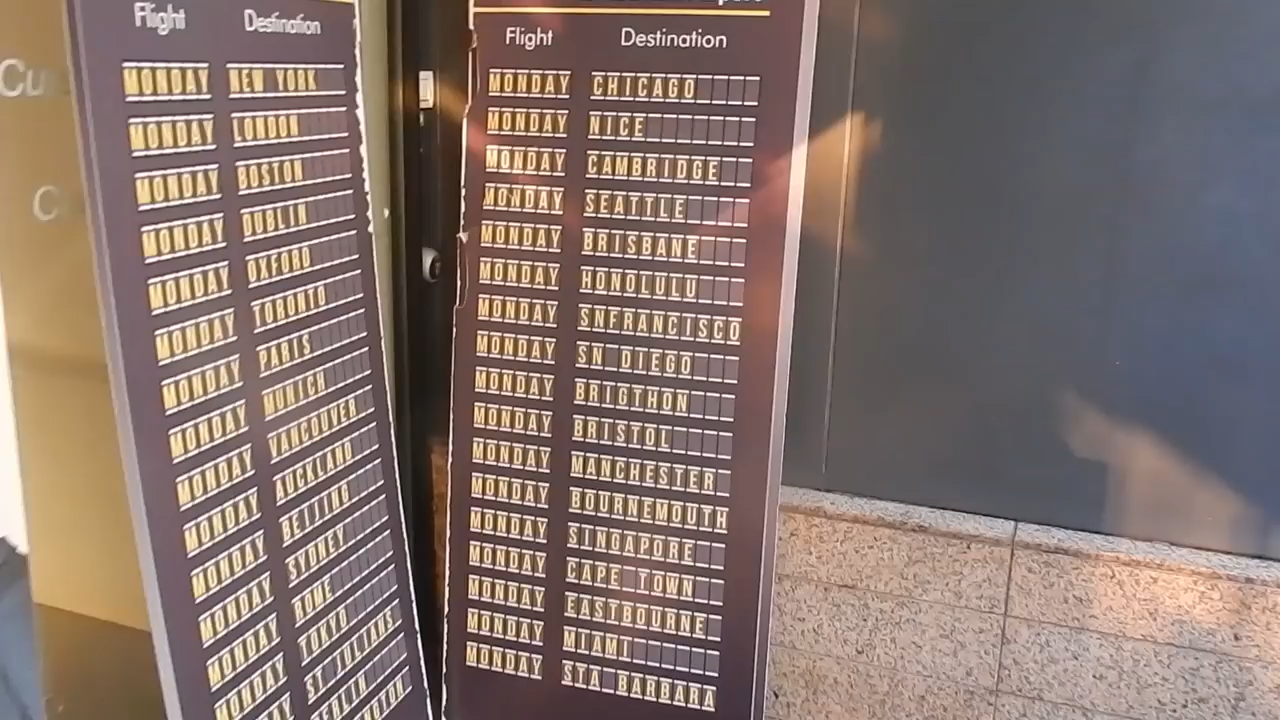 Flight Destination
MONDAY NEW YORK
MONDAY LONDON
MONDAY BOSTON
MONDAY DUBLIN
MONDAY OXFORD
MONDAY TORONTO
MONDAY PARIS
MONDAY MUNICH
MONDAY VANCOUVER
MONDAY AUCKLAND
MONDAY BEIJING
MONDAY SYDNEY
MONDAY ROME
MONDAY TOKYO
ST JULIANS
Flight Destination
MONDAY CHICAGO
MONDAY NICE
MONDAY CAMBRIDGE
MONDAY SEATTLE
MONDAY BRISBANE
MONDAY HONOLULU
MONDAY SNFRANCISCO
MONDAY SN DIEGO
MONDAY BRIGTHON
MONDAY BRISTOL
MONDAY MANCHESTER
MONDAY BOURNEMOUTH
MONDAY SINGAPORE
MONDAY CAPE TOWN
MONDAY EASTBOURNE
MONDAY MIAMI
MONDAY STA BARBARA